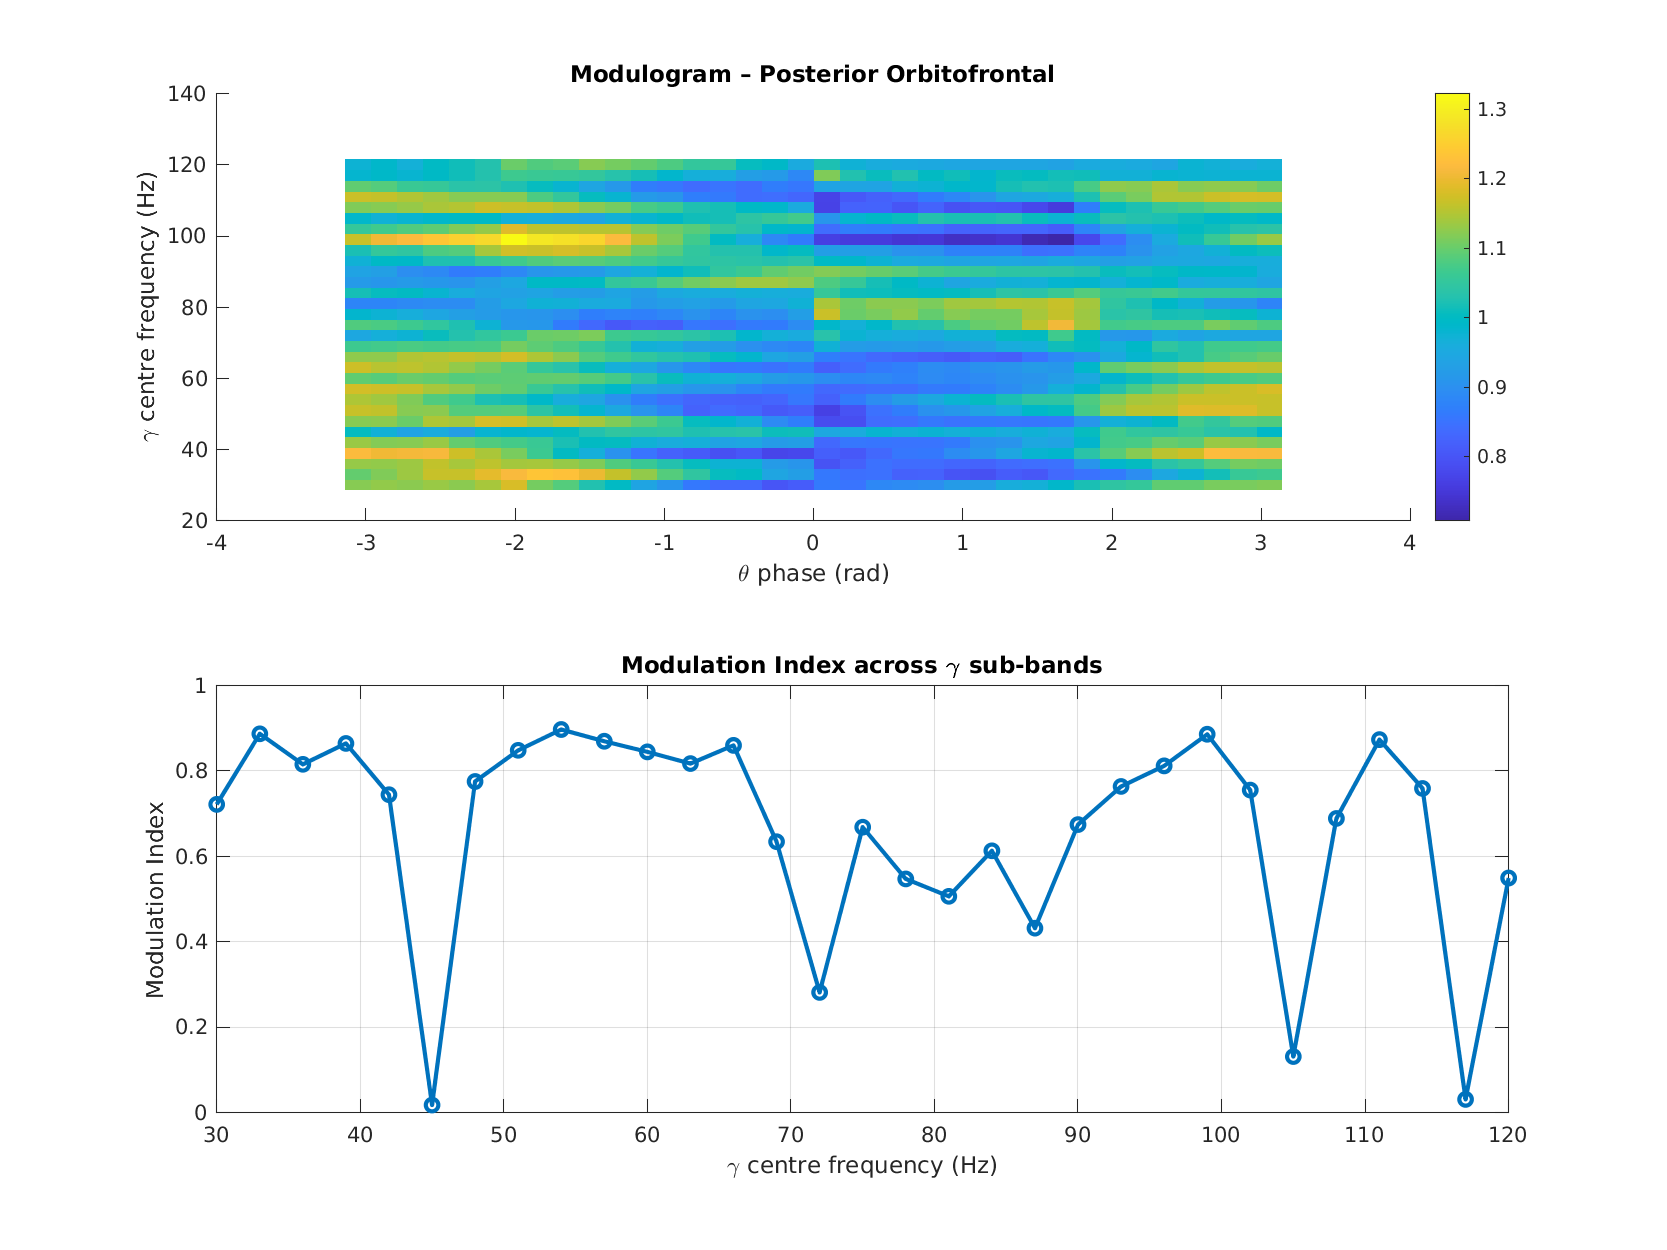 Modulogram – Posterior Orbitofrontal
140
120
100
80
60
40
20
γ centre frequency (Hz)
-4 -3 -2 -1 0 1 2 3 4
θ phase (rad)
1.3
1.2
1.1
1
0.9
0.8
Modulation Index across γ sub-bands
1
0.8
0.6
0.4
0.2
0
Modulation Index
30 40 50 60 70 80 90 100 110 120
γ centre frequency (Hz)